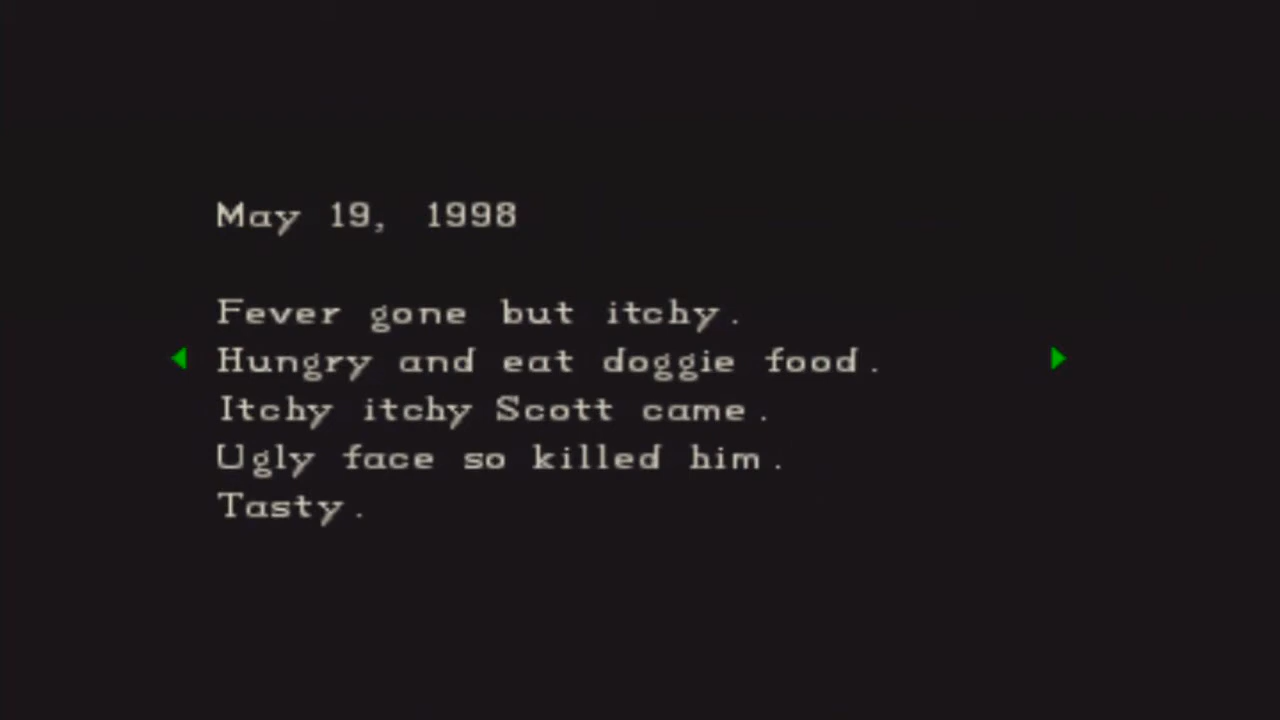 May 19, 1998
Fever gone but itchy.
Hungry and eat doggie food.
Itchy itchy Scott came.
Ugly face so killed him.
Tasty.